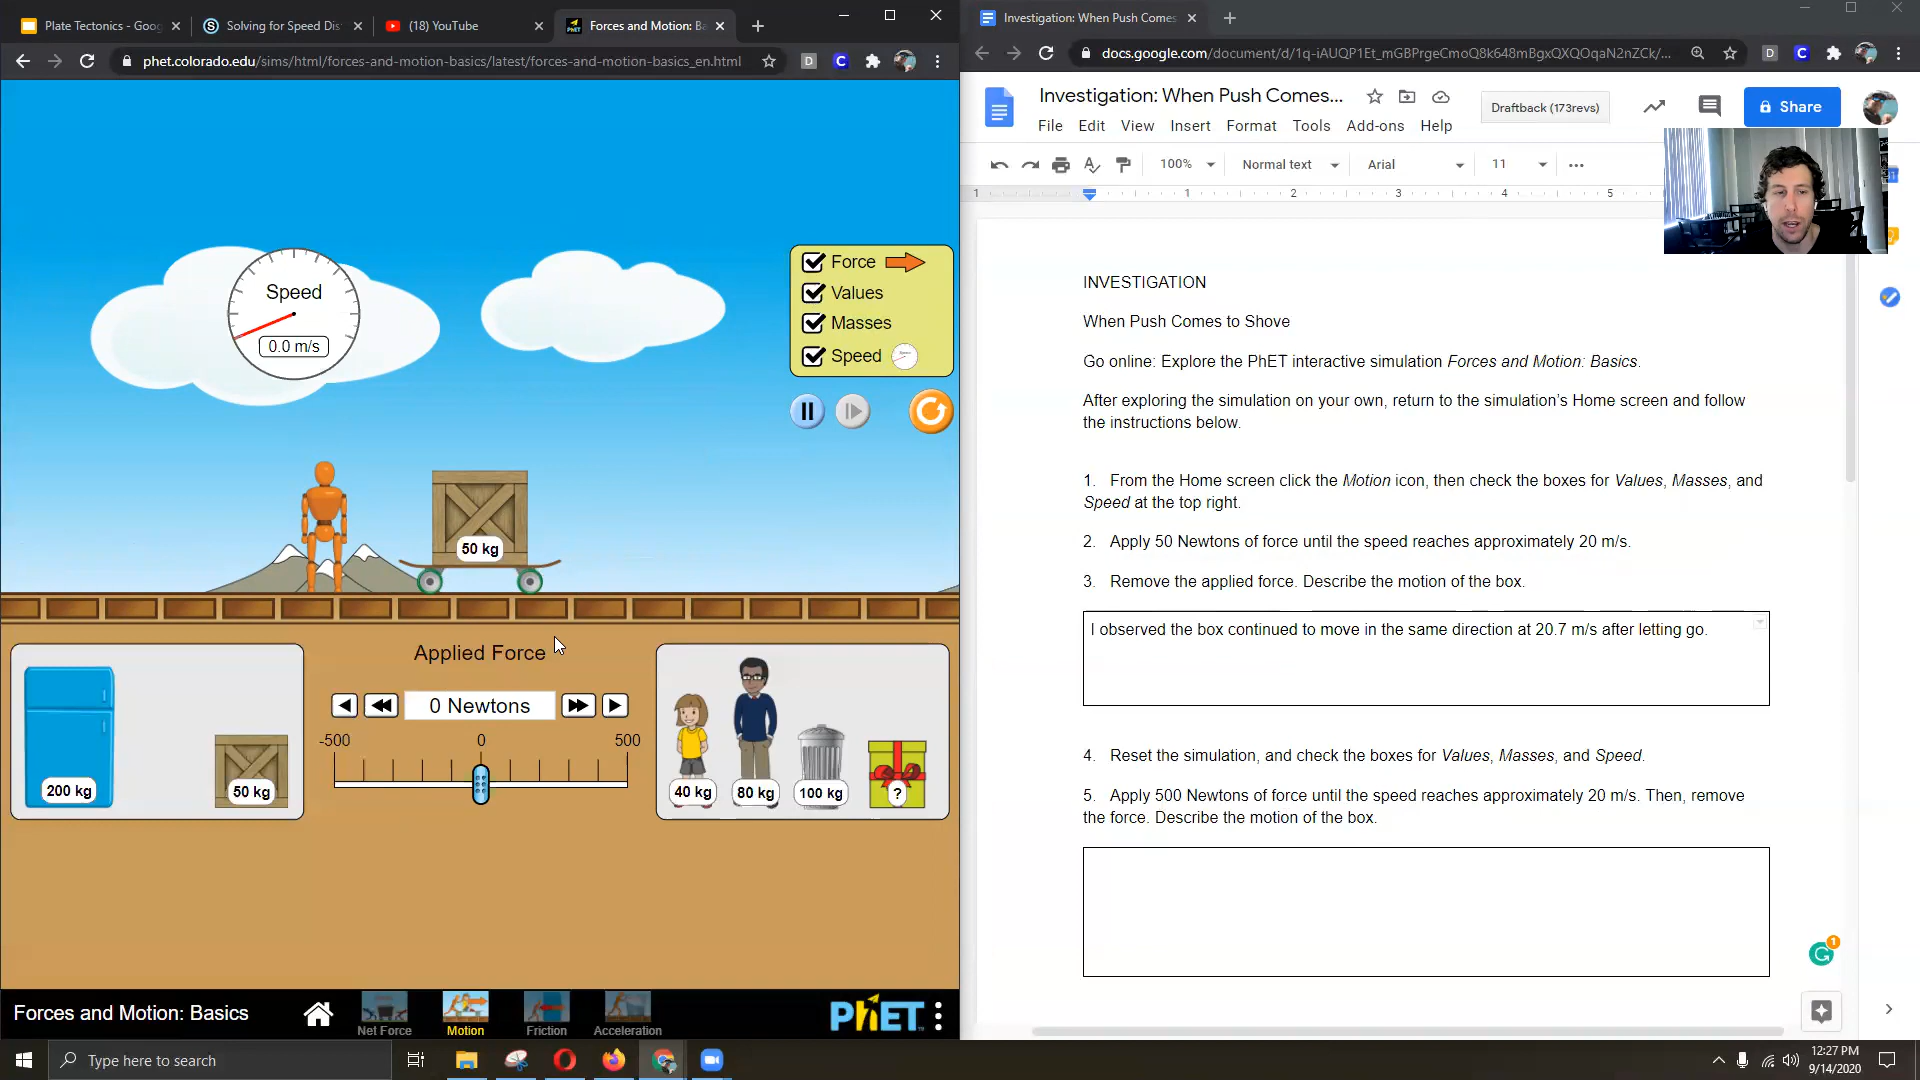 Plate Tectonics - Goog
Solving for Speed Dis
(18) YouTube
Forces and Motion: Ba
phet.colorado.edu/sims/html/forces-and-motion-basics/latest/forces-and-motion-basics_en.html
Speed
0.0 m/s
Force
Values
Masses
Speed
50 kg
Applied Force
0 Newtons
-500
0
500
200 kg
50 kg
40 kg
80 kg
100 kg
?
Forces and Motion: Basics
Net Force
Motion
Friction
Acceleration
PhET
Investigation: When Push Comes
docs.google.com/document/d/1q-iAUQP1Et_mGBPrgeCmoQ8k648mBgxQXQOqaN2nZCk/...
Investigation: When Push Comes...
Draftback (173revs)
Share
File Edit View Insert Format Tools Add-ons Help
100% Normal text Arial 11
1 1 2 3 4 5
INVESTIGATION
When Push Comes to Shove
Go online: Explore the PhET interactive simulation Forces and Motion: Basics.
After exploring the simulation on your own, return to the simulation’s Home screen and follow
the instructions below.
1. From the Home screen click the Motion icon, then check the boxes for Values, Masses, and
Speed at the top right.
2. Apply 50 Newtons of force until the speed reaches approximately 20 m/s.
3. Remove the applied force. Describe the motion of the box.
I observed the box continued to move in the same direction at 20.7 m/s after letting go.
4. Reset the simulation, and check the boxes for Values, Masses, and Speed.
5. Apply 500 Newtons of force until the speed reaches approximately 20 m/s. Then, remove
the force. Describe the motion of the box.
1
Type here to search
12:27 PM
9/14/2020